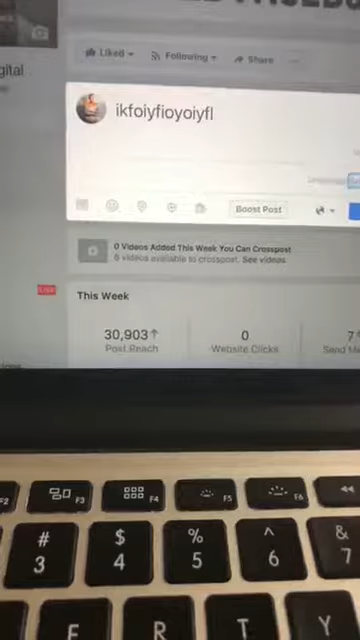 gital
Liked
Following
Share
ikfoiyfioyoiyfl
Boost Post
0 Videos Added This Week You Can Crosspost
6 videos available to crosspost. See videos
LIVE
This Week
30,903
0
7
Post Reach
Website Clicks
Send Me
F2
F3
F4
F5
F6
# $ % ^ &
3 4 5 6 7
E R T Y